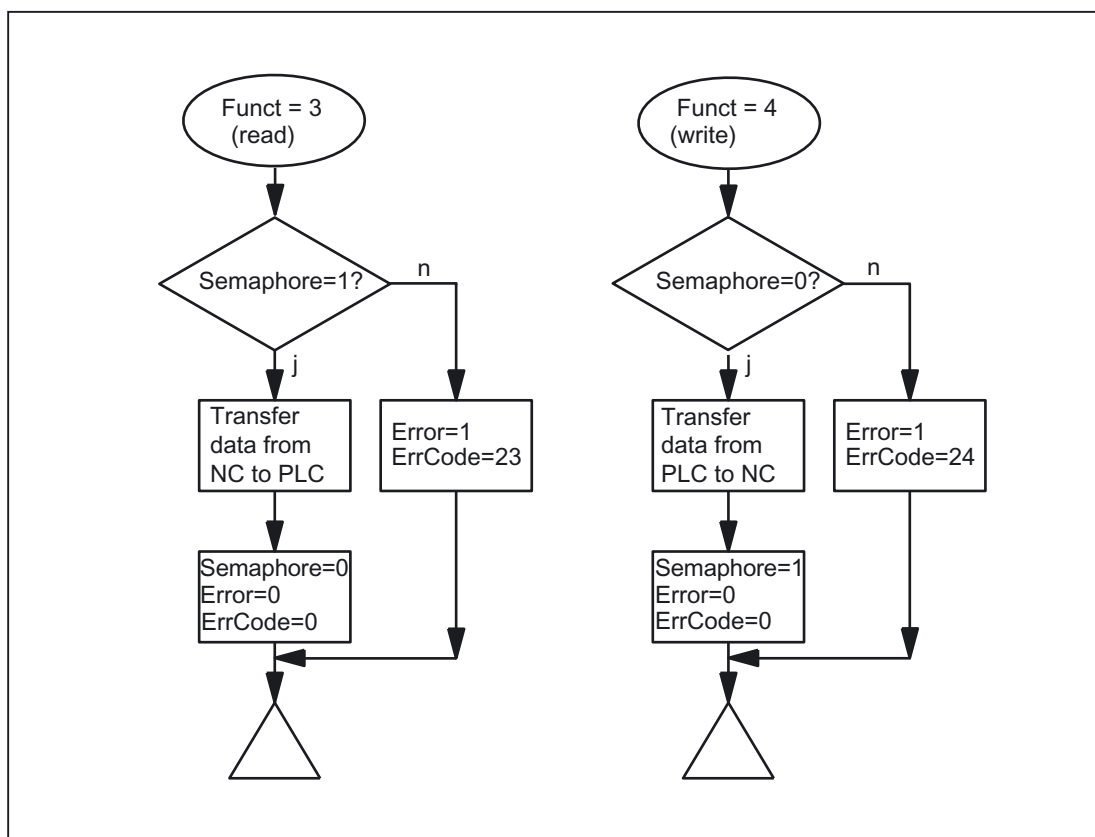 Funct = 3
(read)
Semaphore=1?
n
j
Transfer
data from
NC to PLC
Error=1
ErrCode=23
Semaphore=0
Error=0
ErrCode=0
Funct = 4
(write)
Semaphore=0?
n
j
Transfer
data from
PLC to NC
Error=1
ErrCode=24
Semaphore=1
Error=0
ErrCode=0